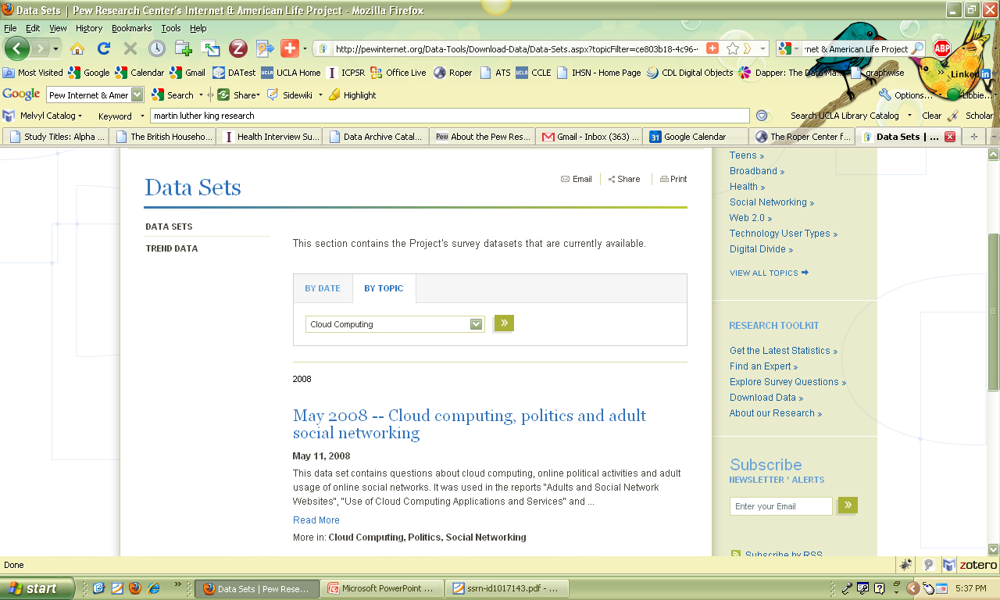 Data Sets | Pew Research Center's Internet & American Life Project - Mozilla Firefox
File Edit View History Bookmarks Tools Help
http://pewinternet.org/Data-Tools/Download-Data/Data-Sets.aspx?topicFilter=ce803b18-4c96-
net & American Life Project
ABP
Most Visited Google Calendar Gmail DATest UCLA Home ICPSR Office Live Roper ATS CCLE IHSN - Home Page CDL Digital Objects Dapper: The Data Ma... graphwise
Linked in
Google Pew Internet & Amer Search Share Sidewiki Highlight Options... Libbie...
Melvyl Catalog Keyword martin luther king research Search UCLA Library Catalog Clear Scholar
Study Titles: Alpha ... The British Househo... Health Interview Su... Data Archive Catal... Pew About the Pew Res... Gmail - Inbox (363) ... 31 Google Calendar The Roper Center f... Data Sets | ...
Data Sets
Email Share Print
DATA SETS
TREND DATA
This section contains the Project's survey datasets that are currently available.
BY DATE BY TOPIC
Cloud Computing »
2008
May 2008 -- Cloud computing, politics and adult
social networking
May 11, 2008
This data set contains questions about cloud computing, online political activities and adult
usage of online social networks. It was used in the reports "Adults and Social Network
Websites", "Use of Cloud Computing Applications and Services" and ...
Read More
More in: Cloud Computing, Politics, Social Networking
Teens »
Broadband »
Health »
Social Networking »
Web 2.0 »
Technology User Types »
Digital Divide »
VIEW ALL TOPICS
RESEARCH TOOLKIT
Get the Latest Statistics »
Find an Expert »
Explore Survey Questions »
Download Data »
About our Research »
Subscribe
NEWSLETTER * ALERTS
Enter your Email »
Subscribe by RSS
Done
zotero
start Data Sets | Pew Rese... Microsoft PowerPoint ... ssrn-id1017143.pdf - ... 5:37 PM